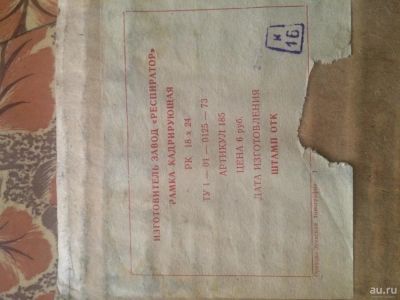 ИЗГОТОВИТЕЛЬ ЗАВОД «РЕСПИРАТОР»
РАМКА КАДРИРУЮЩАЯ
РК 18 х 24
ТУ 1 — 01 — 0125 — 73
АРТИКУЛ 185
ЦЕНА 6 руб.
ДАТА ИЗГОТОВЛЕНИЯ
ШТАМП ОТК
К
16
типография
au.ru